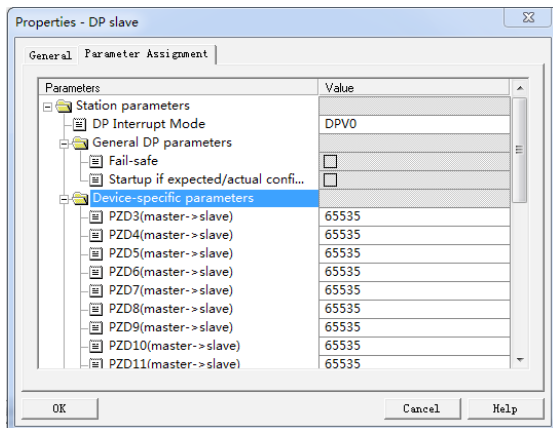 Properties - DP slave
General Parameter Assignment
Parameters Value
Station parameters
DP Interrupt Mode DPV0
General DP parameters
Fail-safe
Startup if expected/actual confi...
Device-specific parameters
PZD3(master->slave) 65535
PZD4(master->slave) 65535
PZD5(master->slave) 65535
PZD6(master->slave) 65535
PZD7(master->slave) 65535
PZD8(master->slave) 65535
PZD9(master->slave) 65535
PZD10(master->slave) 65535
PZD11(master->slave) 65535
OK Cancel Help